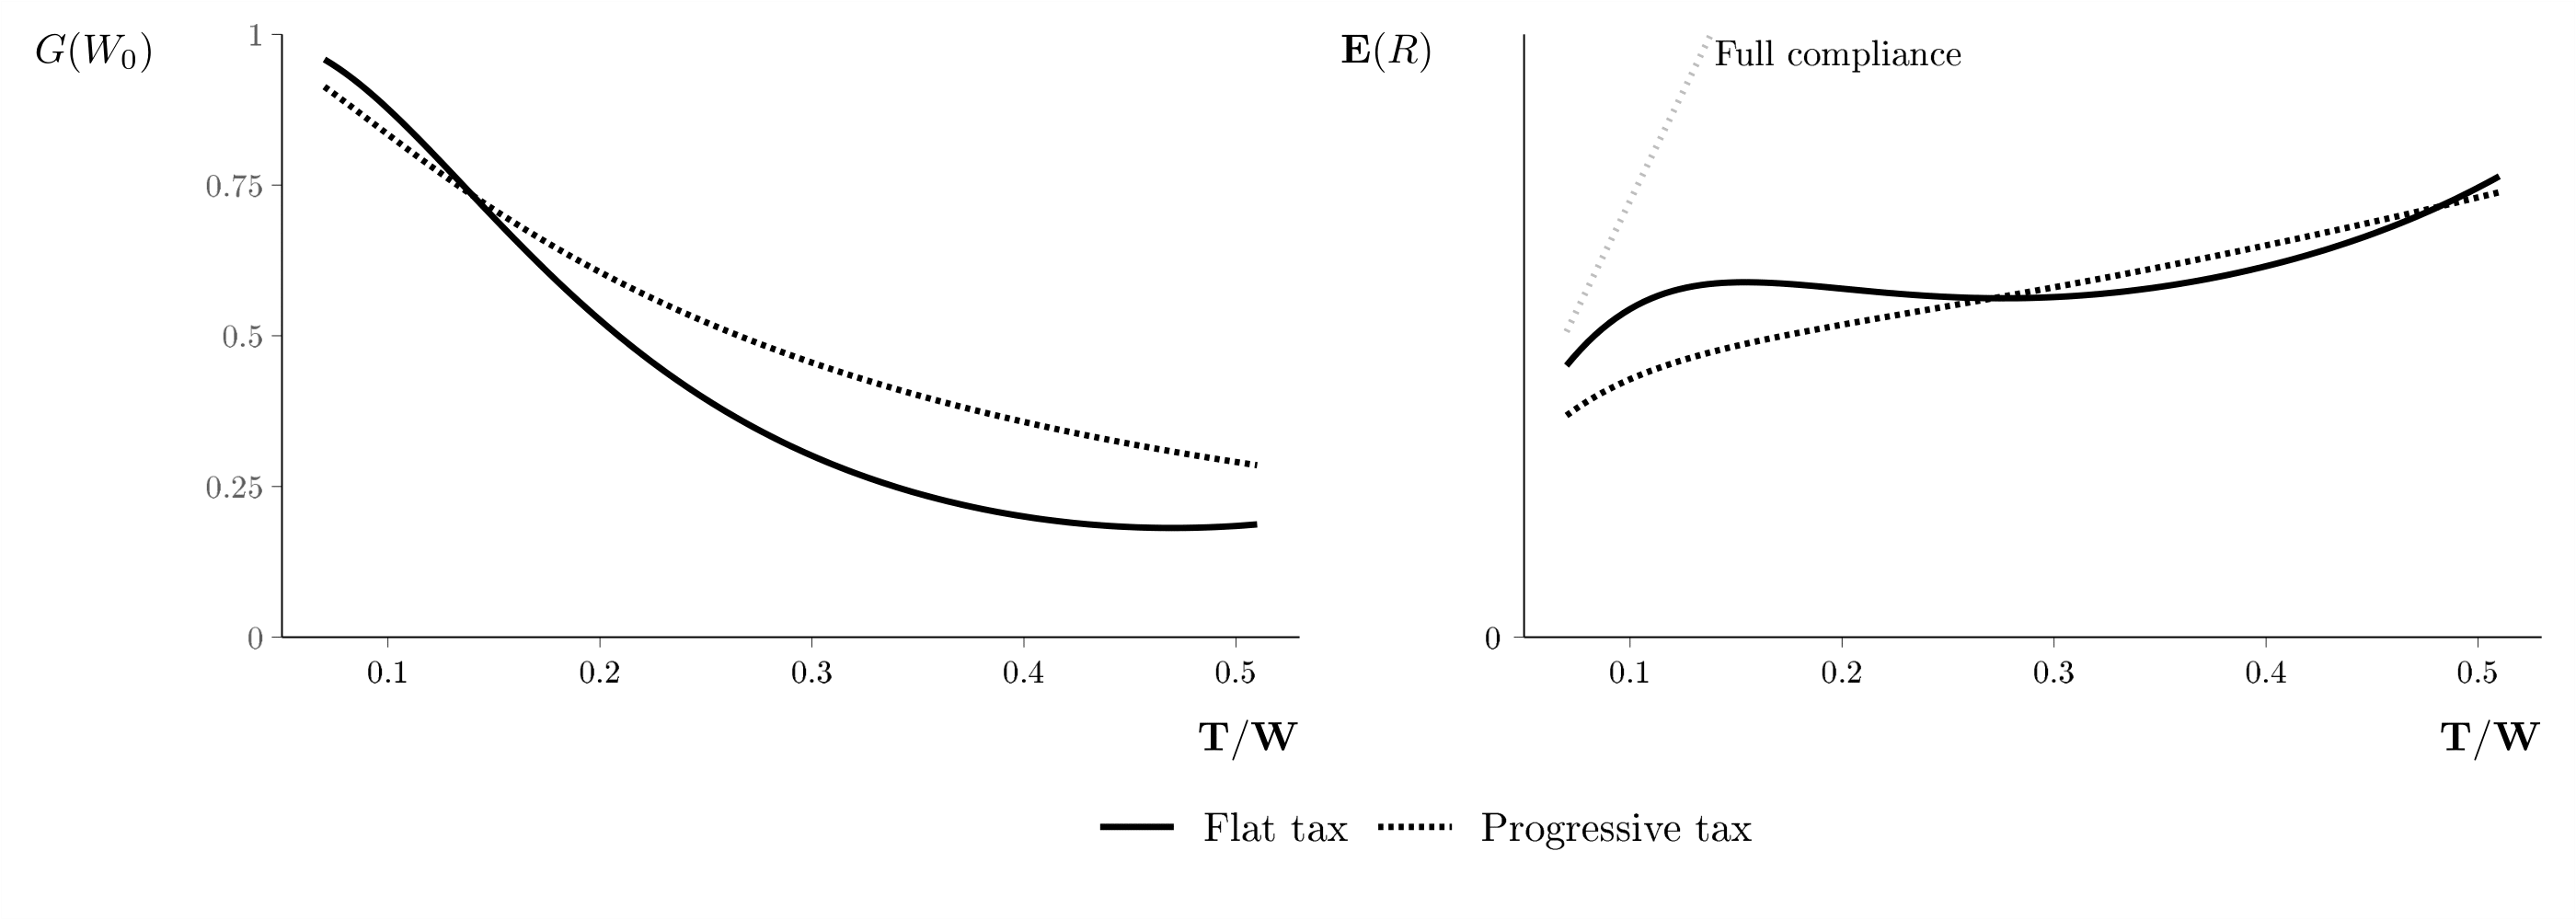 G(W₀)
1
0.75
0.5
0.25
0
0.1 0.2 0.3 0.4 0.5
T/W
E(R)
Full compliance
0
0.1 0.2 0.3 0.4 0.5
T/W
Flat tax Progressive tax